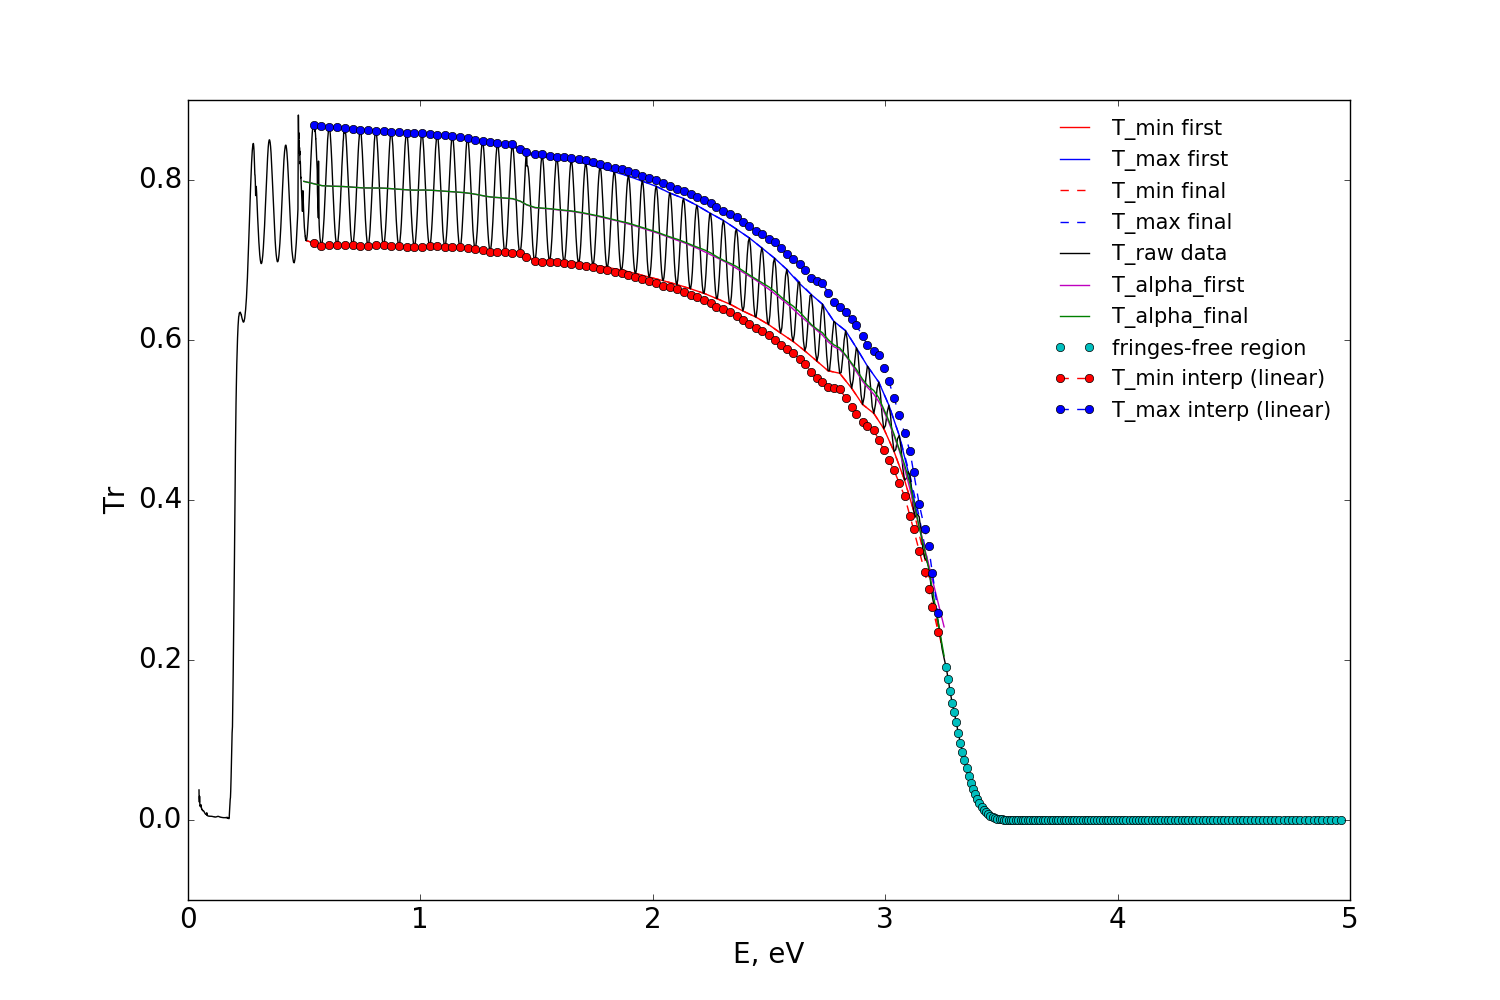 T_min first
T_max first
T_min final
T_max final
T_raw data
T_alpha_first
T_alpha_final
fringes-free region
T_min interp (linear)
T_max interp (linear)
0.8
0.6
0.4
0.2
0.0
Tr
0 1 2 3 4 5
E, eV